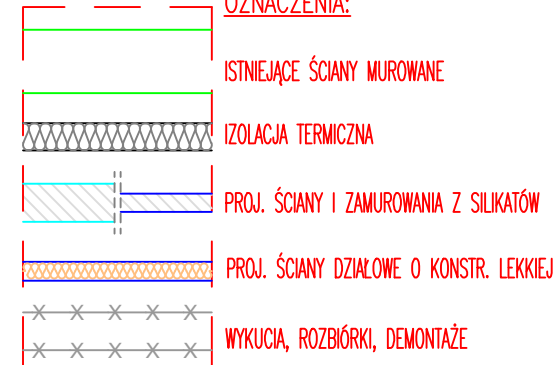 OZNACZENIA:
ISTNIEJĄCE ŚCIANY MUROWANE
IZOLACJA TERMICZNA
PROJ. ŚCIANY I ZAMUROWANIA Z SILIKATÓW
PROJ. ŚCIANY DZIAŁOWE O KONSTR. LEKKIEJ
WYKUCIA, ROZBIÓRKI, DEMONTAŻE